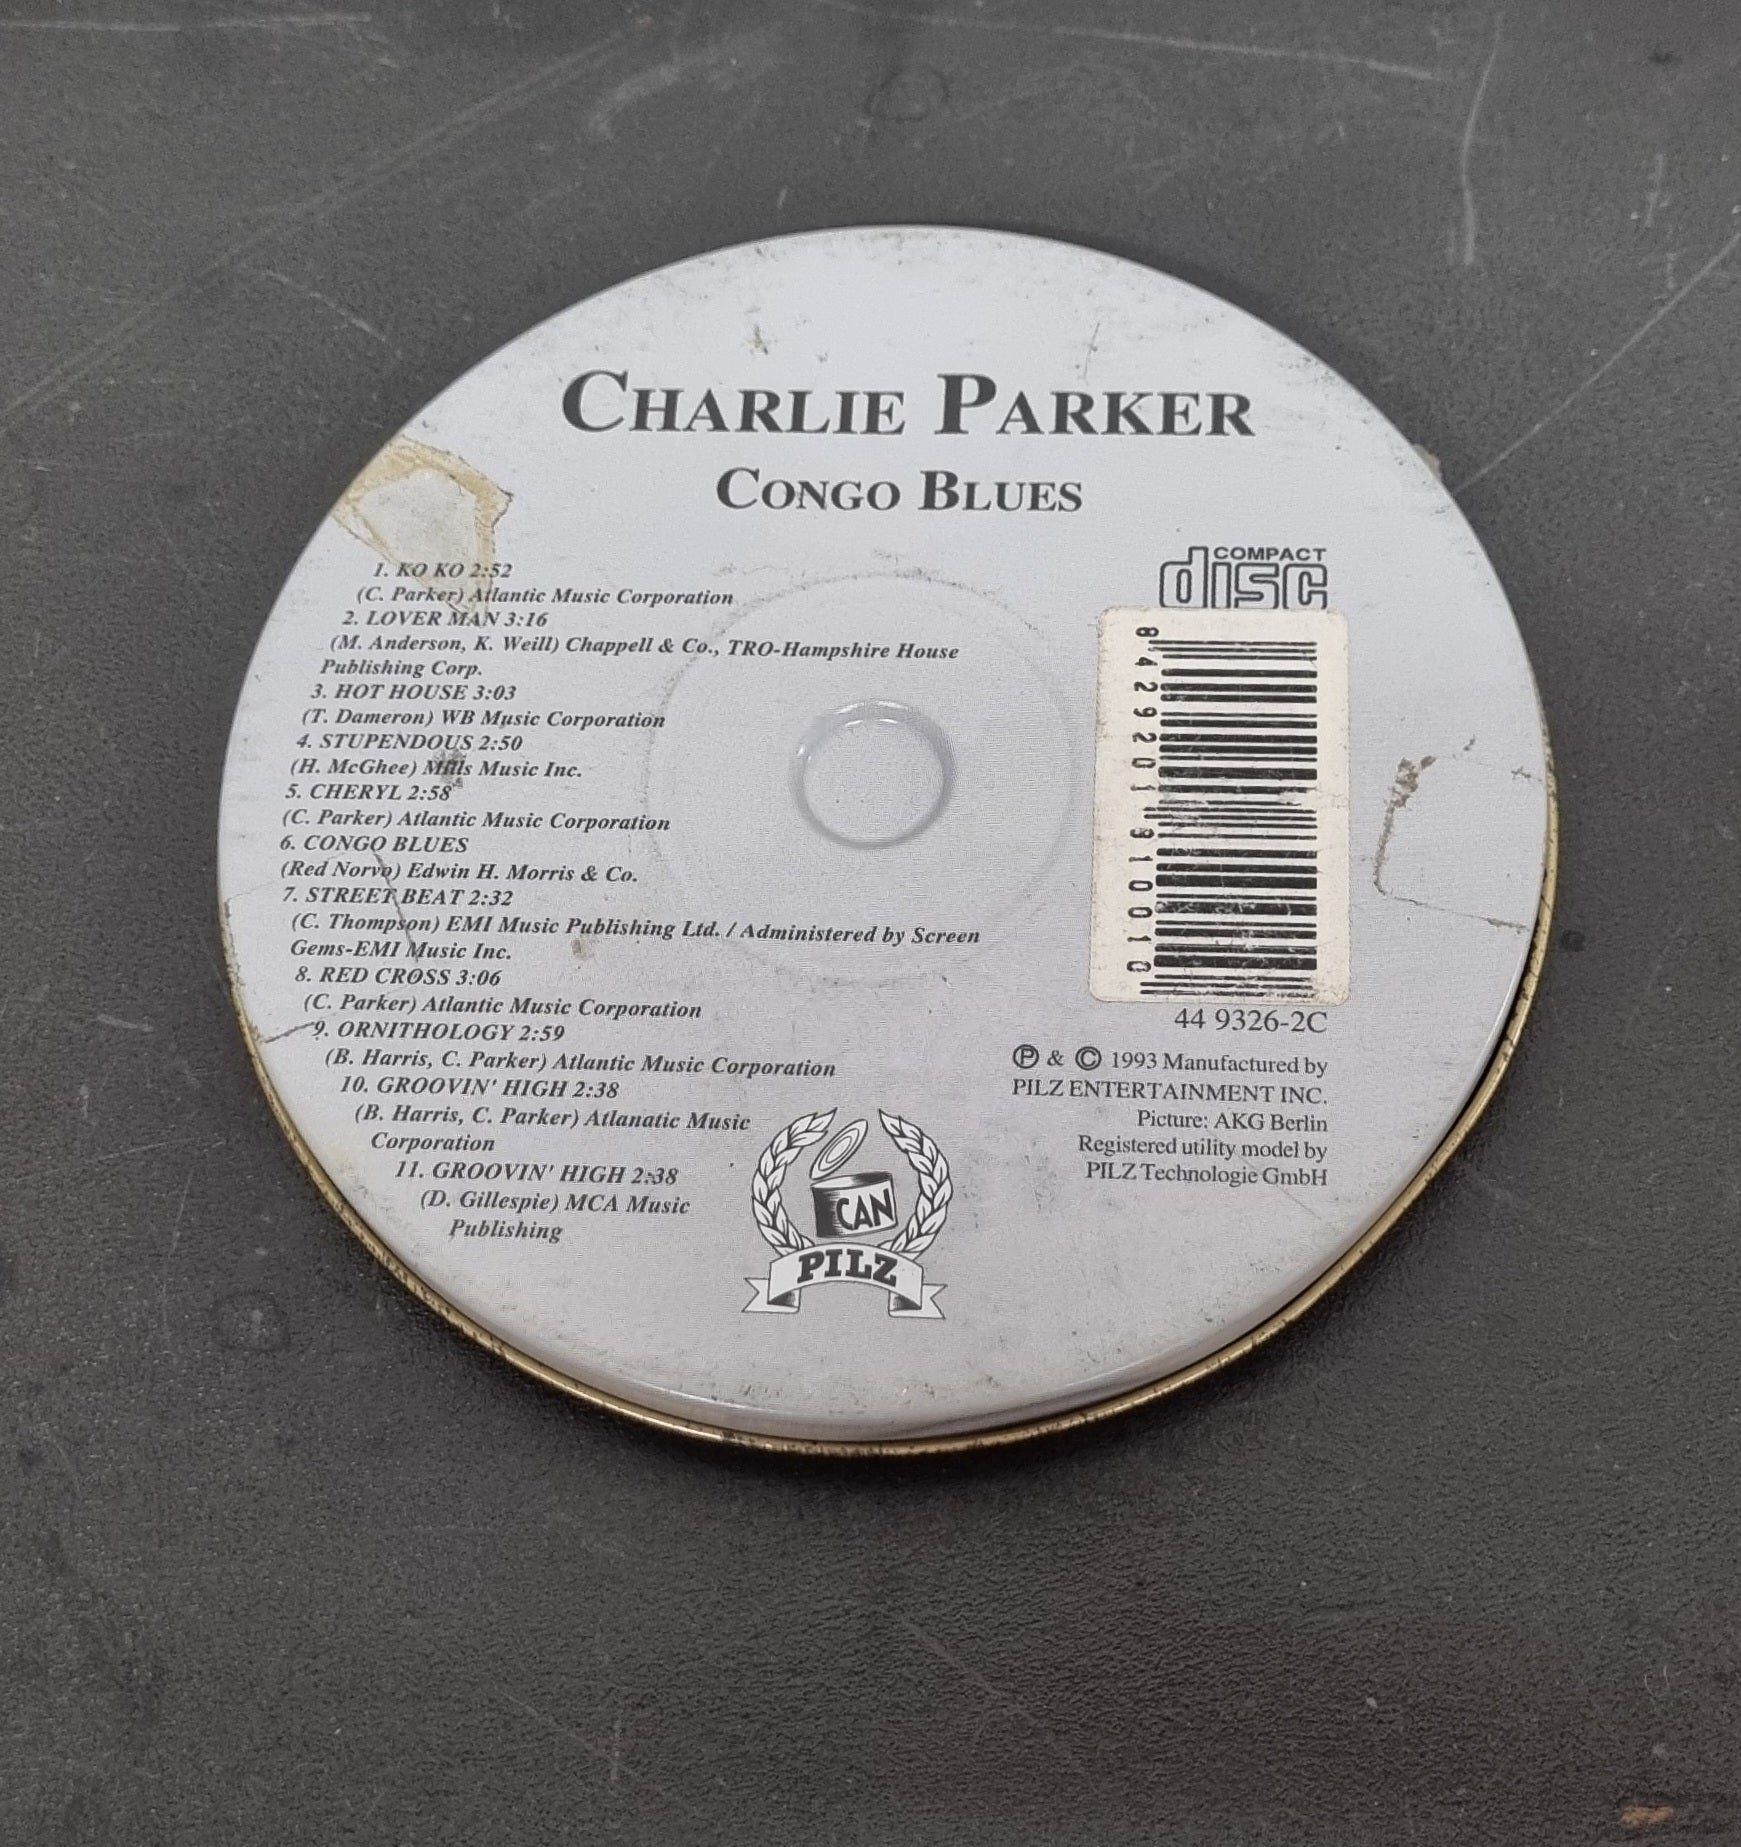 CHARLIE PARKER
CONGO BLUES
1. KO KO 2:52
(C. Parker) Atlantic Music Corporation
2. LOVER MAN 3:16
(M. Anderson, K. Weill) Chappell & Co., TRO-Hampshire House
Publishing Corp.
3. HOT HOUSE 3:03
(T. Dameron) WB Music Corporation
4. STUPENDOUS 2:50
(H. McGhee) Mills Music Inc.
5. CHERYL 2:58
(C. Parker) Atlantic Music Corporation
6. CONGO BLUES
(Red Norvo) Edwin H. Morris & Co.
7. STREET BEAT 2:32
(C. Thompson) EMI Music Publishing Ltd. / Administered by Screen
Gems-EMI Music Inc.
8. RED CROSS 3:06
(C. Parker) Atlantic Music Corporation
9. ORNITHOLOGY 2:59
(B. Harris, C. Parker) Atlantic Music Corporation
10. GROOVIN' HIGH 2:38
(B. Harris, C. Parker) Atlanatic Music
Corporation
11. GROOVIN' HIGH 2:38
(D. Gillespie) MCA Music
Publishing
COMPACT
disc
8 42920 19100 10
44 9326-2C
℗ & © 1993 Manufactured by
PILZ ENTERTAINMENT INC.
Picture: AKG Berlin
Registered utility model by
PILZ Technologie GmbH
CAN
PILZ